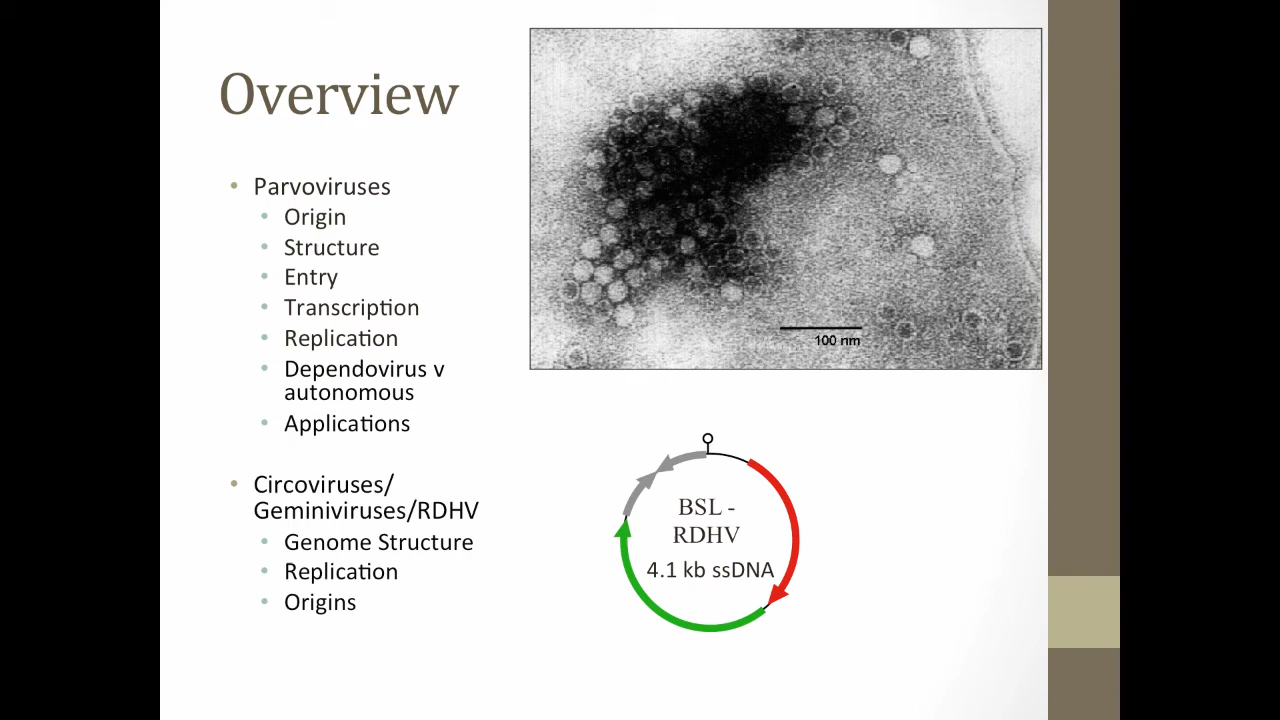 Overview
Parvoviruses
Origin
Structure
Entry
Transcription
Replication
Dependovirus v
autonomous
Applications
Circoviruses/
Geminiviruses/RDHV
Genome Structure
Replication
Origins
100 nm
BSL -
RDHV
4.1 kb ssDNA